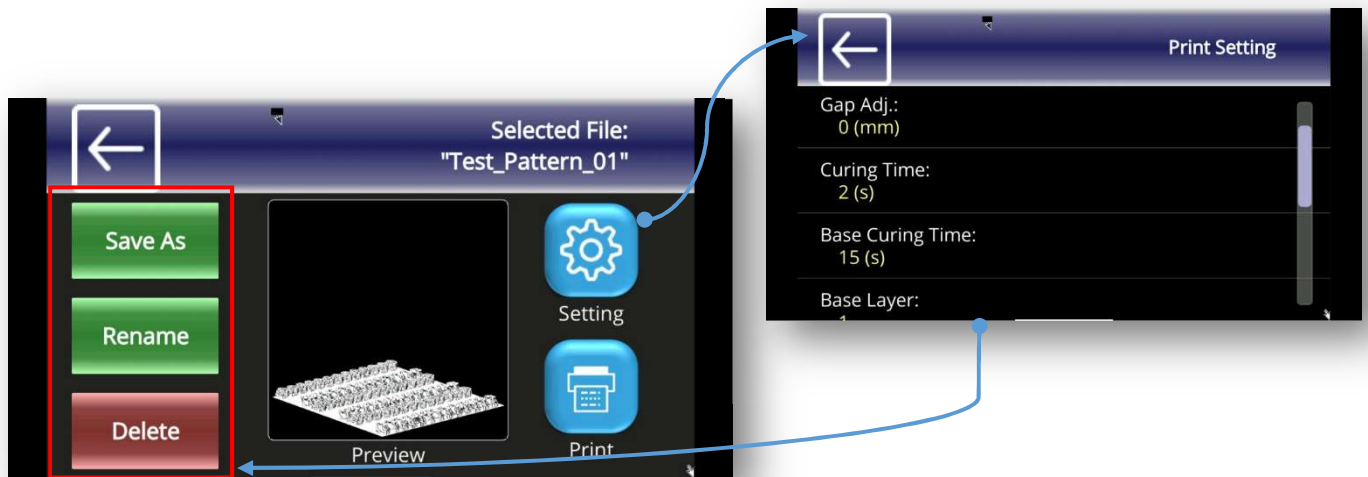 Selected File:
"Test_Pattern_01"
Save As
Rename
Delete
Preview
Setting
Print
Print Setting
Gap Adj.:
0 (mm)
Curing Time:
2 (s)
Base Curing Time:
15 (s)
Base Layer:
1